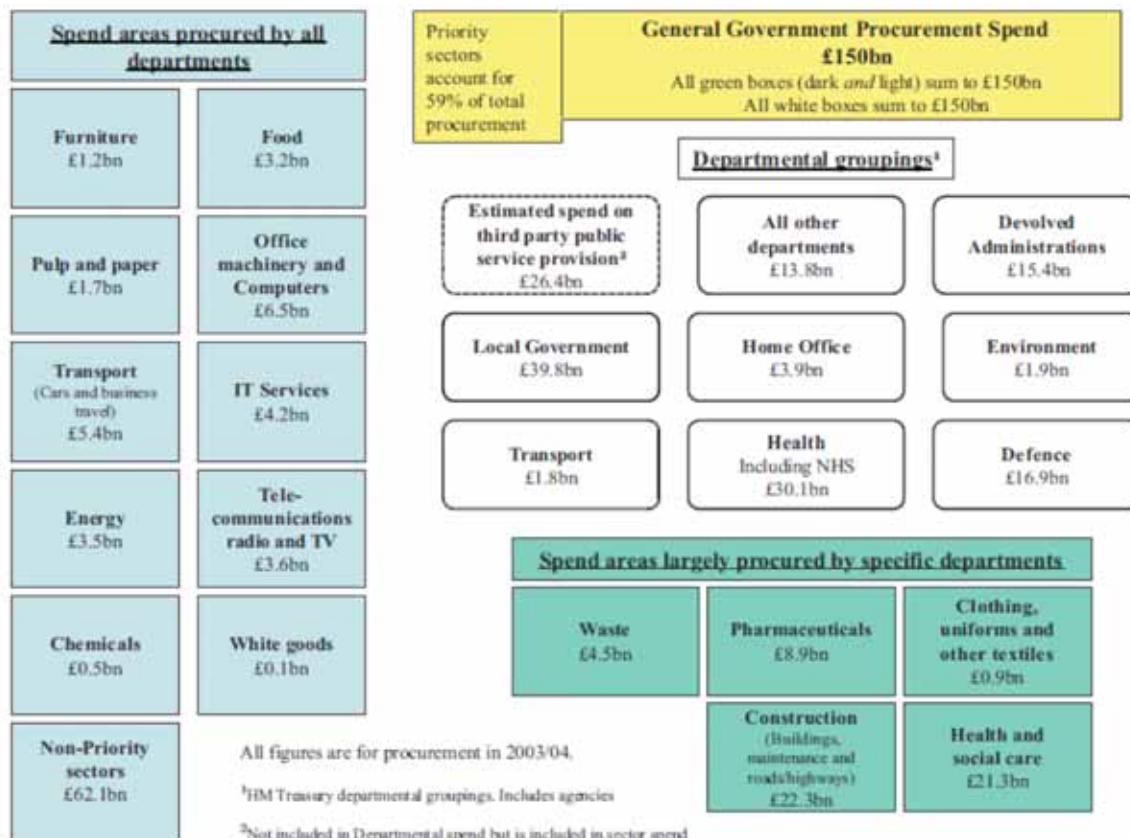 Spend areas procured by all
departments
Furniture
£1.2bn
Food
£3.2bn
Pulp and paper
£1.7bn
Office
machinery and
Computers
£6.5bn
Transport
(Cars and business
travel)
£5.4bn
IT Services
£4.2bn
Energy
£3.5bn
Tele-
communications
radio and TV
£3.6bn
Chemicals
£0.5bn
White goods
£0.1bn
Non-Priority
sectors
£62.1bn
Priority
sectors
account for
59% of total
procurement
General Government Procurement Spend
£150bn
All green boxes (dark and light) sum to £150bn
All white boxes sum to £150bn
Departmental groupings¹
Estimated spend on
third party public
service provision²
£26.4bn
All other
departments
£13.8bn
Devolved
Administrations
£15.4bn
Local Government
£39.8bn
Home Office
£3.9bn
Environment
£1.9bn
Transport
£1.8bn
Health
Including NHS
£30.1bn
Defence
£16.9bn
Spend areas largely procured by specific departments
Waste
£4.5bn
Pharmaceuticals
£8.9bn
Clothing,
uniforms and
other textiles
£0.9bn
Construction
(Buildings,
maintenance and
roads/highways)
£22.3bn
Health and
social care
£21.3bn
All figures are for procurement in 2003/04.
¹HM Treasury departmental groupings. Includes agencies
²Not included in Departmental spend but is included in sector spend